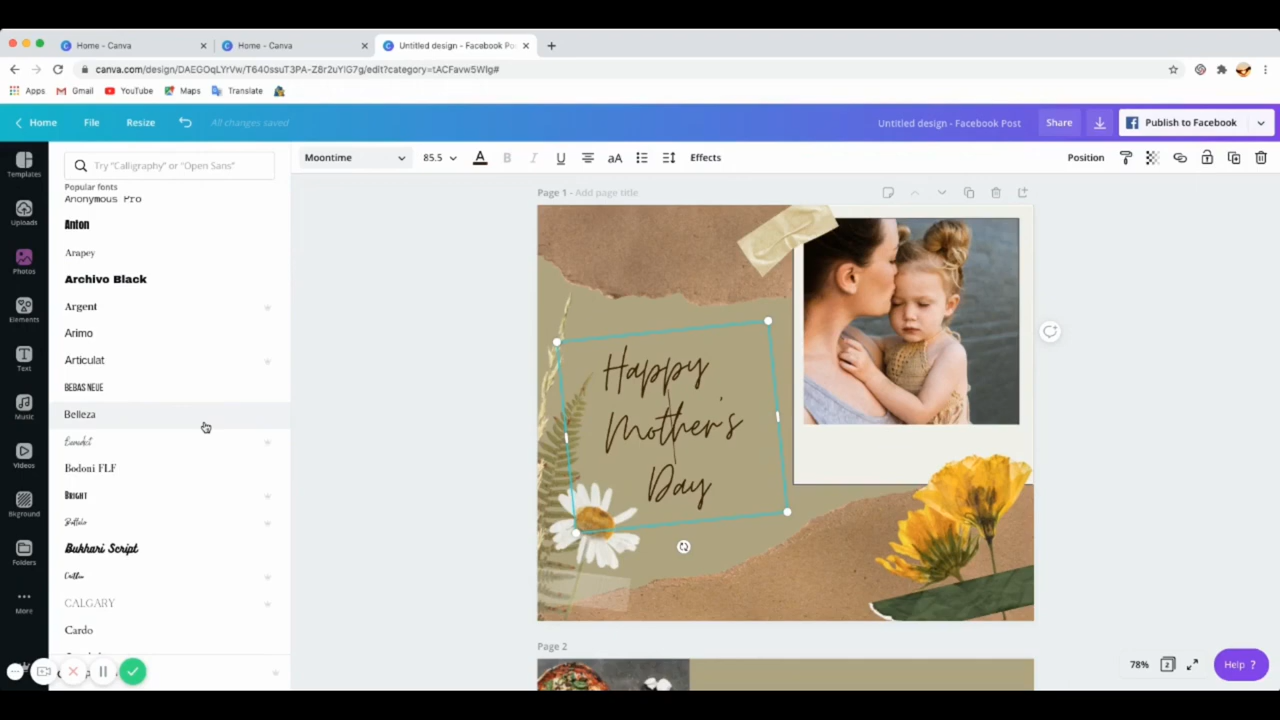 Home - Canva
Home - Canva
Untitled design - Facebook Po
canva.com/design/DAEGOqLYrVw/T640ssuT3PA-Z8r2uYlG7g/edit?category=tACFavw5WIg#
Apps Gmail YouTube Maps Translate
Home File Resize All changes saved
Untitled design - Facebook Post Share Publish to Facebook
Templates
Uploads
Photos
Elements
Text
Music
Videos
Bkground
Folders
More
Try "Calligraphy" or "Open Sans"
Popular fonts
Anonymous Pro
Anton
Arapey
Archivo Black
Argent
Arimo
Articulat
BEBAS NEUE
Belleza
Bodoni FLF
BRIGHT
Buffalo
Bukhari Script
CALGARY
Cardo
Moontime 85.5 B I U aA Effects
Position
Page 1 - Add page title
Happy
Mother's
Day
Page 2
78% 2 Help ?